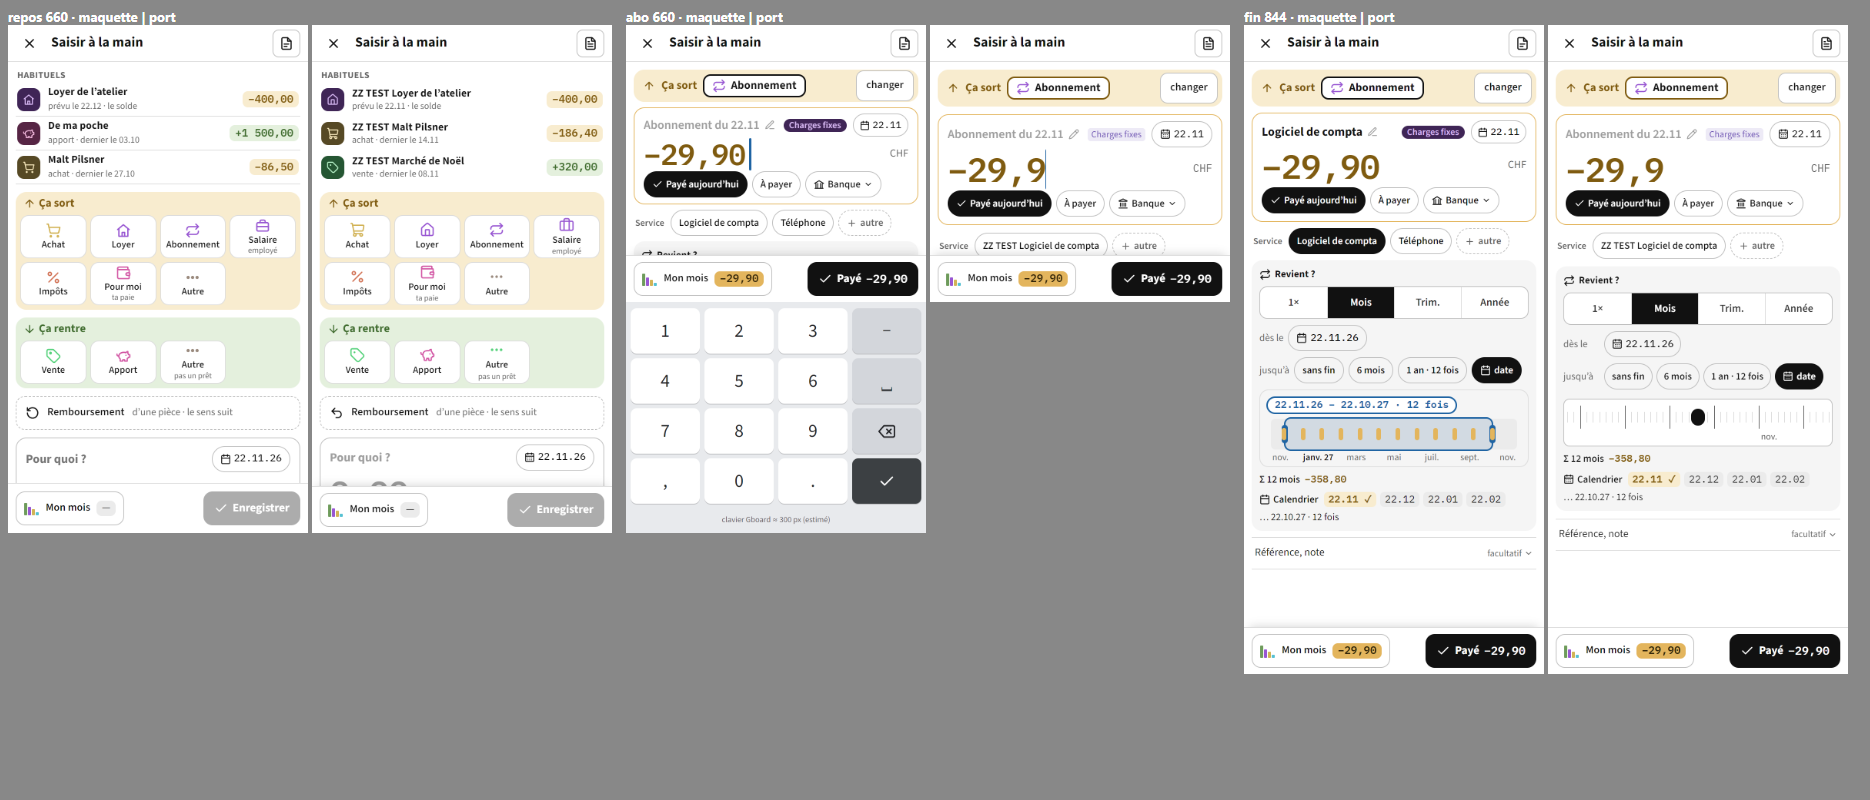 repos 660 · maquette | port
Saisir à la main
HABITUELS
Loyer de l’atelier
prévu le 22.12 · le solde
−400,00
De ma poche
apport · dernier le 03.10
+1 500,00
Malt Pilsner
achat · dernier le 27.10
−86,50
Ça sort
Achat
Loyer
Abonnement
Salaire
employé
Impôts
Pour moi
ta paie
Autre
Ça rentre
Vente
Apport
Autre
pas un prêt
Remboursement d’une pièce · le sens suit
Pour quoi ?
22.11.26
Mon mois —
Enregistrer
Saisir à la main
HABITUELS
ZZ TEST Loyer de l’atelier
prévu le 22.11 · le solde
−400,00
ZZ TEST Malt Pilsner
achat · dernier le 14.11
−186,40
ZZ TEST Marché de Noël
vente · dernier le 08.11
+320,00
Ça sort
Achat
Loyer
Abonnement
Salaire
employé
Impôts
Pour moi
ta paie
Autre
Ça rentre
Vente
Apport
Autre
pas un prêt
Remboursement d’une pièce · le sens suit
Pour quoi ?
22.11.26
Mon mois —
Enregistrer
abo 660 · maquette | port
Saisir à la main
Ça sort Abonnement changer
Abonnement du 22.11 Charges fixes 22.11
−29,90 CHF
Payé aujourd’hui À payer Banque
Service Logiciel de compta Téléphone + autre
Revient ?
Mon mois −29,90
Payé −29,90
1 2 3 −
4 5 6
7 8 9
, 0 .
clavier Gboard ≈ 300 px (estimé)
Saisir à la main
Ça sort Abonnement changer
Abonnement du 22.11 Charges fixes 22.11
−29,9 CHF
Payé aujourd’hui À payer Banque
Service ZZ TEST Logiciel de compta + autre
Mon mois −29,90
Payé −29,90
fin 844 · maquette | port
Saisir à la main
Ça sort Abonnement changer
Logiciel de compta Charges fixes 22.11
−29,90 CHF
Payé aujourd’hui À payer Banque
Service Logiciel de compta Téléphone + autre
Revient ?
1× Mois Trim. Année
dès le 22.11.26
jusqu’à sans fin 6 mois 1 an · 12 fois date
22.11.26 − 22.10.27 · 12 fois
nov. janv. 27 mars mai juil. sept. nov.
Σ 12 mois −358,80
Calendrier 22.11 ✓ 22.12 22.01 22.02
… 22.10.27 · 12 fois
Référence, note facultatif
Mon mois −29,90
Payé −29,90
Saisir à la main
Ça sort Abonnement changer
Abonnement du 22.11 Charges fixes 22.11
−29,9 CHF
Payé aujourd’hui À payer Banque
Service ZZ TEST Logiciel de compta + autre
Revient ?
1× Mois Trim. Année
dès le 22.11.26
jusqu’à sans fin 6 mois 1 an · 12 fois date
nov.
Σ 12 mois −358,80
Calendrier 22.11 ✓ 22.12 22.01 22.02
… 22.10.27 · 12 fois
Référence, note facultatif
Mon mois −29,90
Payé −29,90